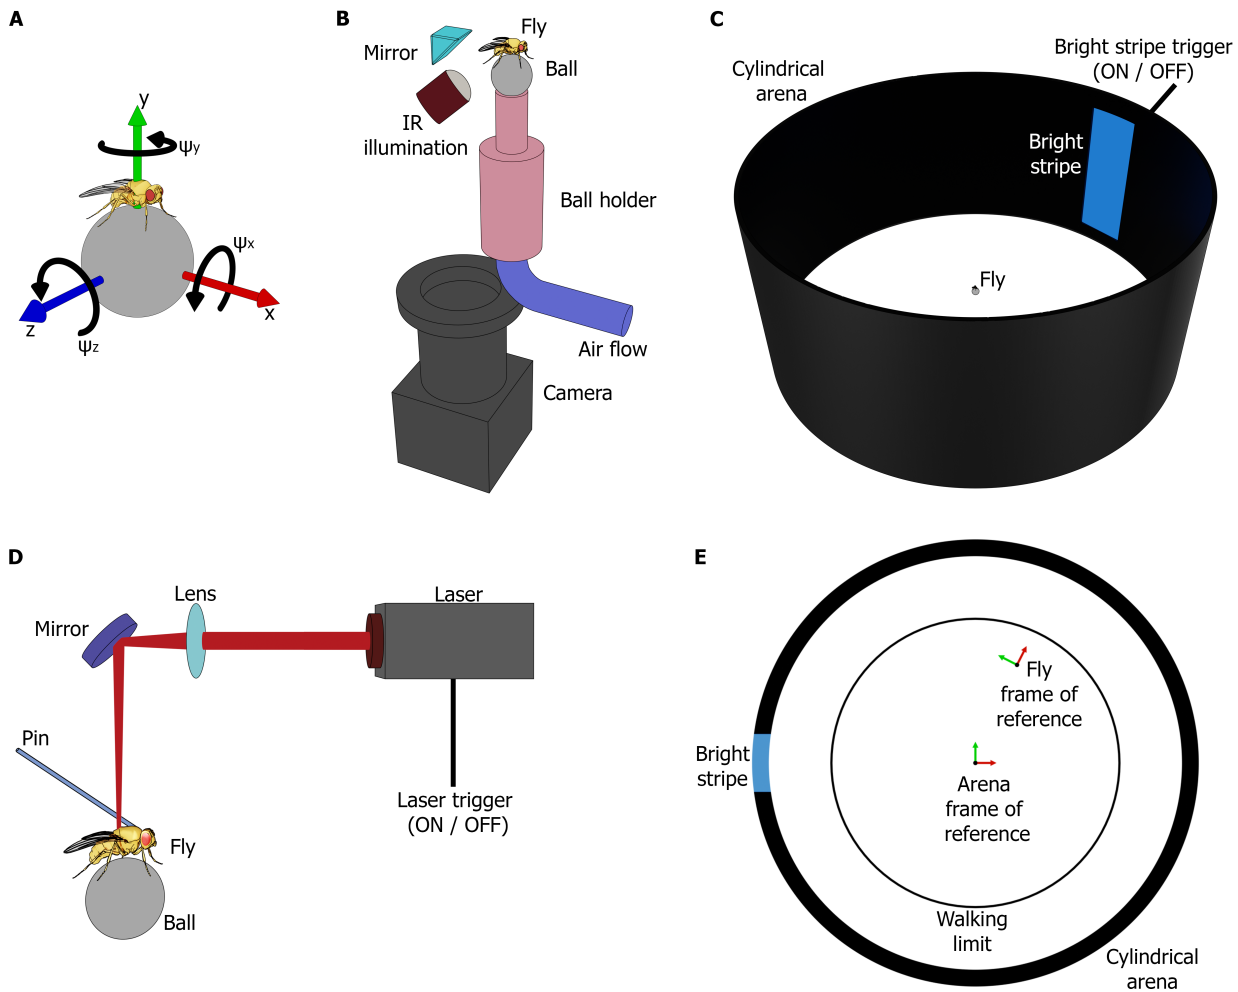 A
y
ψy
ψx
x
z
ψz
B
Fly
Mirror
Ball
IR
illumination
Ball holder
Air flow
Camera
C
Bright stripe trigger
(ON / OFF)
Cylindrical
arena
Bright
stripe
Fly
D
Lens
Laser
Mirror
Pin
Laser trigger
(ON / OFF)
Fly
Ball
E
Fly
frame of
reference
Bright
stripe
Arena
frame of
reference
Walking
limit
Cylindrical
arena